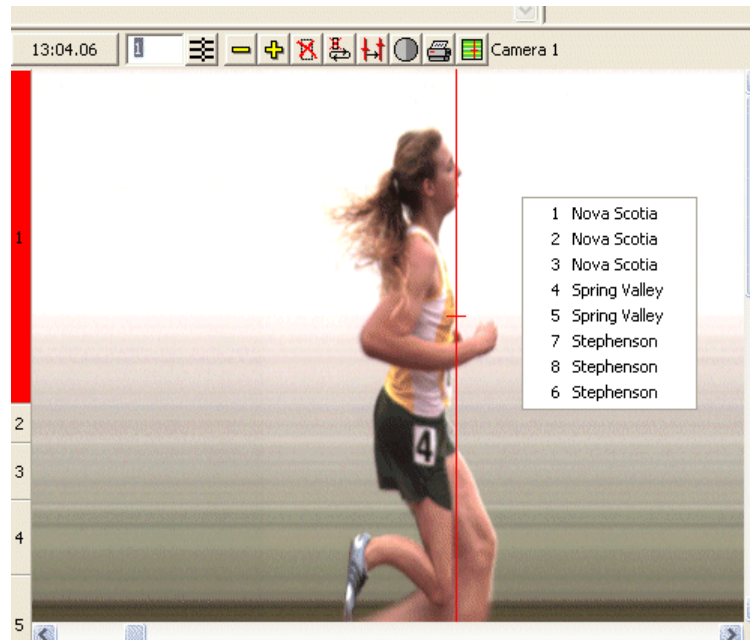 13:04.06 1 Camera 1
1 Nova Scotia
2 Nova Scotia
3 Nova Scotia
4 Spring Valley
5 Spring Valley
7 Stephenson
8 Stephenson
6 Stephenson
1
2
3
4
5
4